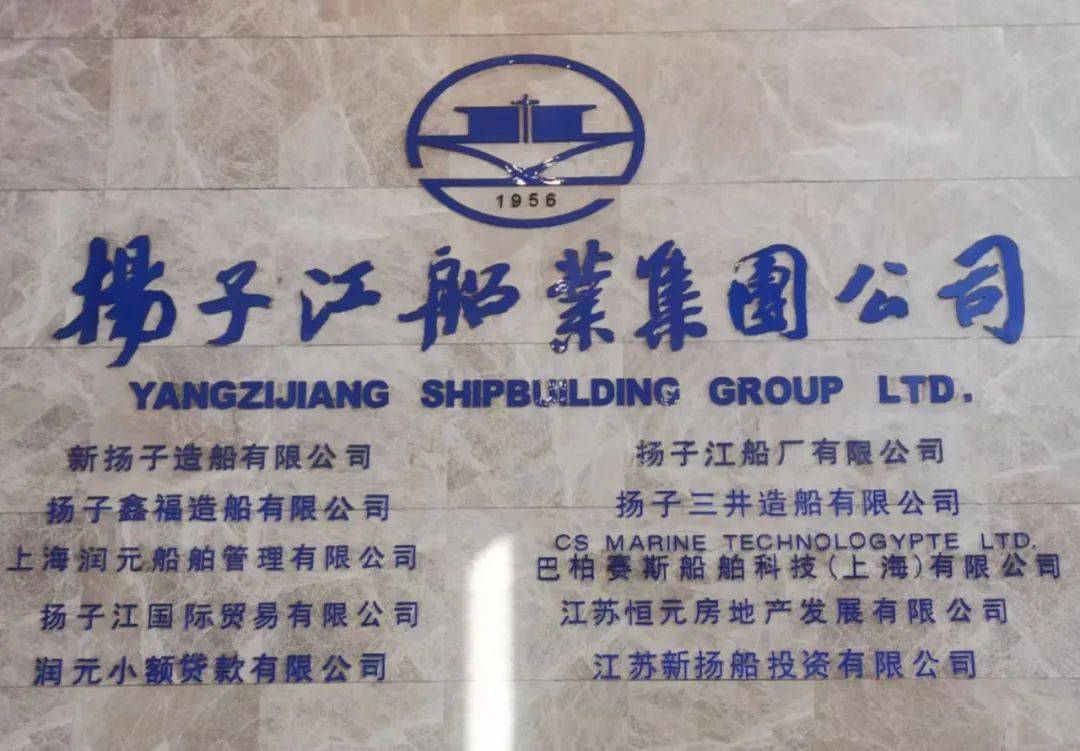 1956
揚子江船業集團公司
YANGZIJIANG SHIPBUILDING GROUP LTD.
新扬子造船有限公司
扬子鑫福造船有限公司
上海润元船舶管理有限公司
扬子江国际贸易有限公司
润元小额贷款有限公司
扬子江船厂有限公司
扬子三井造船有限公司
CS MARINE TECHNOLOGYPTE LTD.
巴柏赛斯船舶科技(上海)有限公司
江苏恒元房地产发展有限公司
江苏新扬船投资有限公司